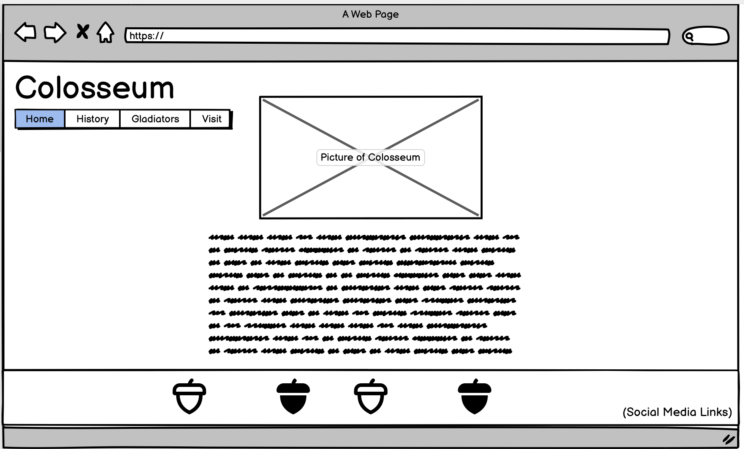 A Web Page
https://
Colosseum
Home History Gladiators Visit
Picture of Colosseum
(Social Media Links)